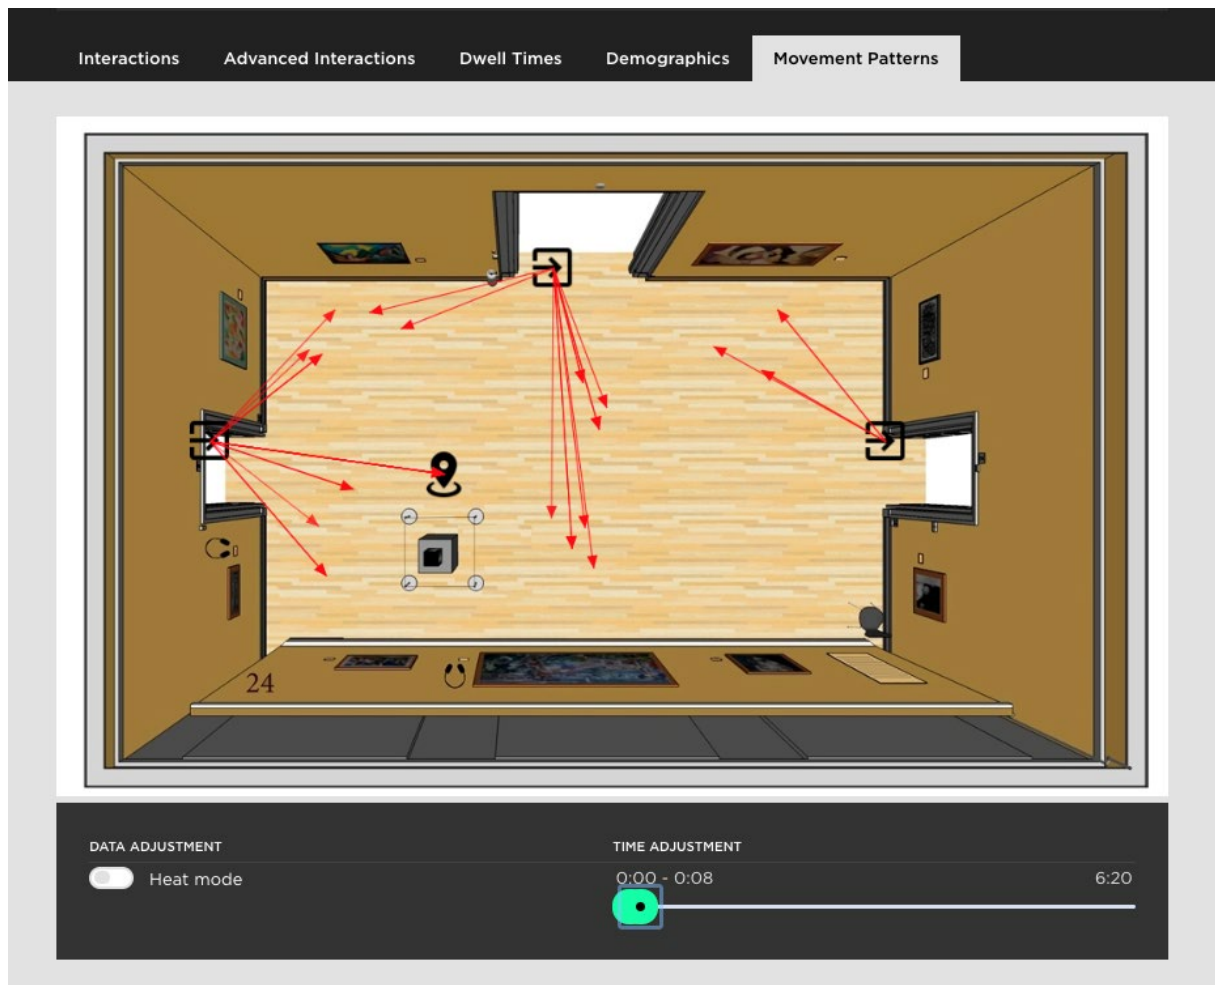 Interactions
Advanced Interactions
Dwell Times
Demographics
Movement Patterns
24
DATA ADJUSTMENT
Heat mode
TIME ADJUSTMENT
0:00 - 0:08
6:20